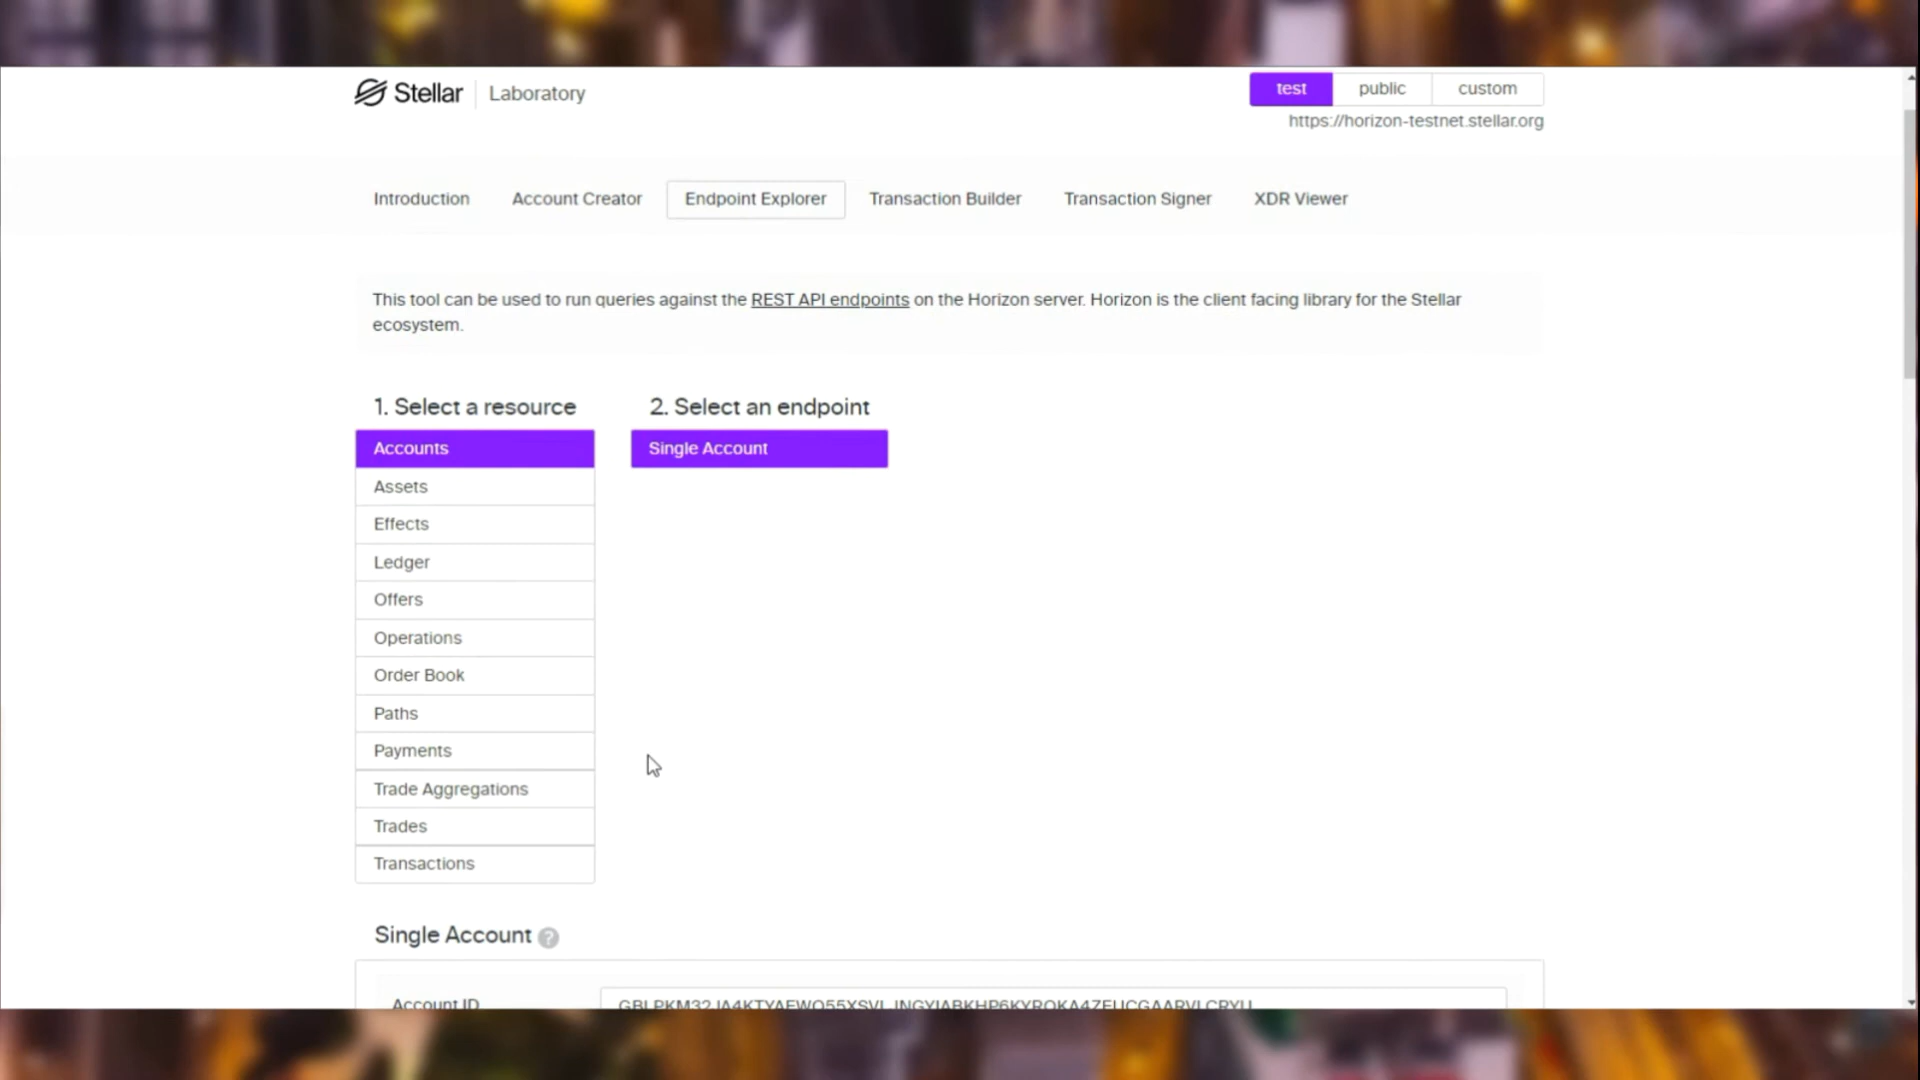 Stellar Laboratory
test public custom
https://horizon-testnet.stellar.org
Introduction Account Creator Endpoint Explorer Transaction Builder Transaction Signer XDR Viewer
This tool can be used to run queries against the REST API endpoints on the Horizon server. Horizon is the client facing library for the Stellar
ecosystem.
1. Select a resource 2. Select an endpoint
Accounts Single Account
Assets
Effects
Ledger
Offers
Operations
Order Book
Paths
Payments
Trade Aggregations
Trades
Transactions
Single Account ?
Account ID